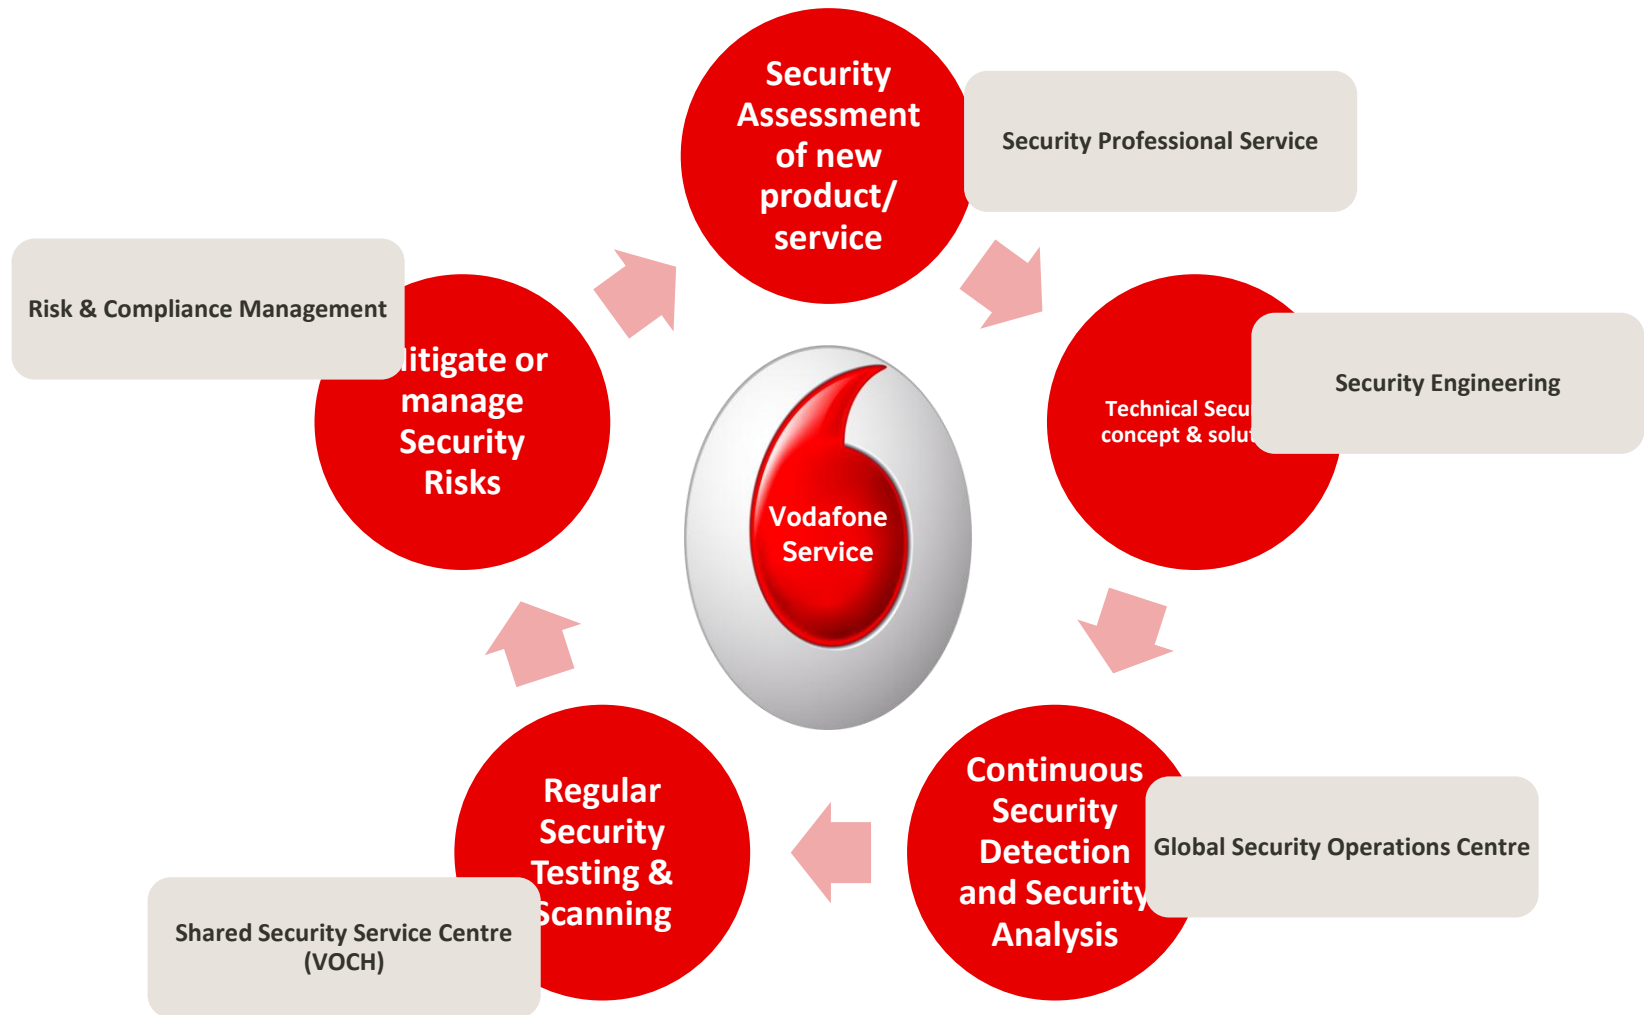 Security
Assessment
of new
product/
service
Security Professional Service
Technical Secu
concept & solut
Security Engineering
Continuous
Security
Detection
and Security
Analysis
Global Security Operations Centre
Regular
Security
Testing &
Scanning
Shared Security Service Centre
(VOCH)
Mitigate or
manage
Security
Risks
Risk & Compliance Management
Vodafone
Service